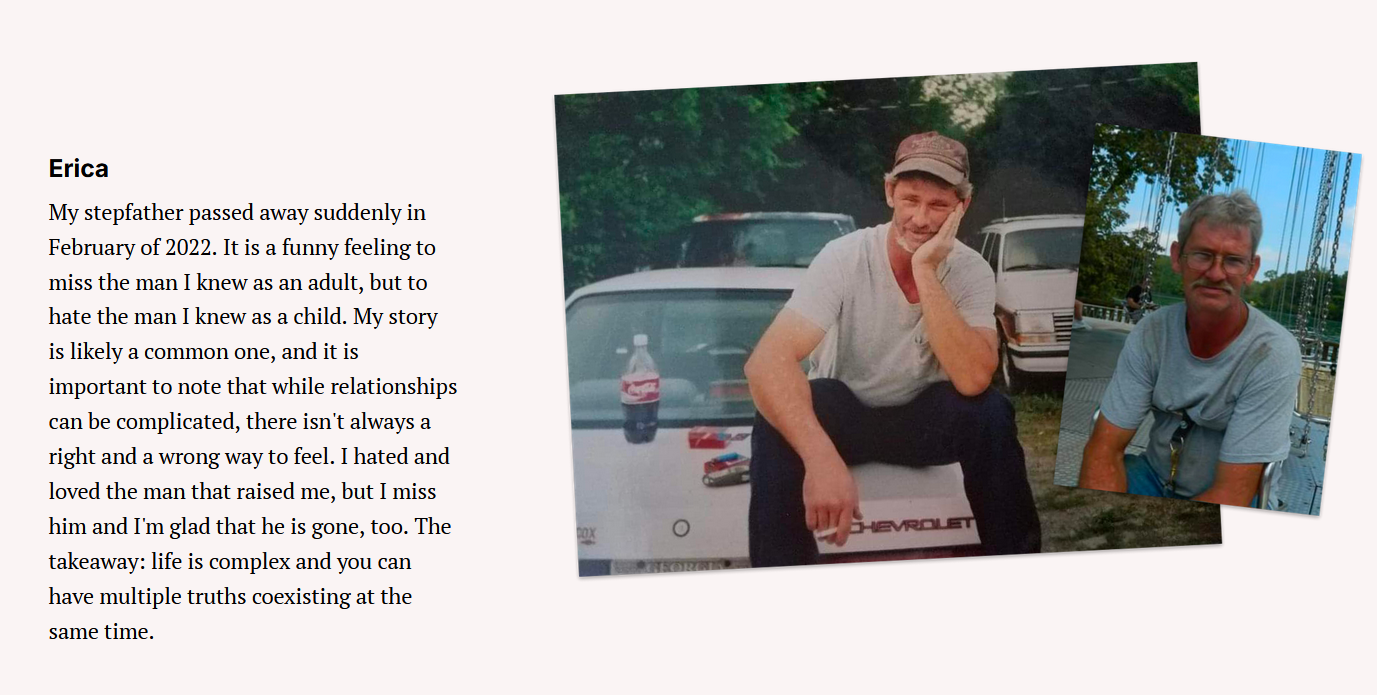 Erica
My stepfather passed away suddenly in
February of 2022. It is a funny feeling to
miss the man I knew as an adult, but to
hate the man I knew as a child. My story
is likely a common one, and it is
important to note that while relationships
can be complicated, there isn't always a
right and a wrong way to feel. I hated and
loved the man that raised me, but I miss
him and I'm glad that he is gone, too. The
takeaway: life is complex and you can
have multiple truths coexisting at the
same time.
Coca-Cola
CHEVROLET
GEORGIA